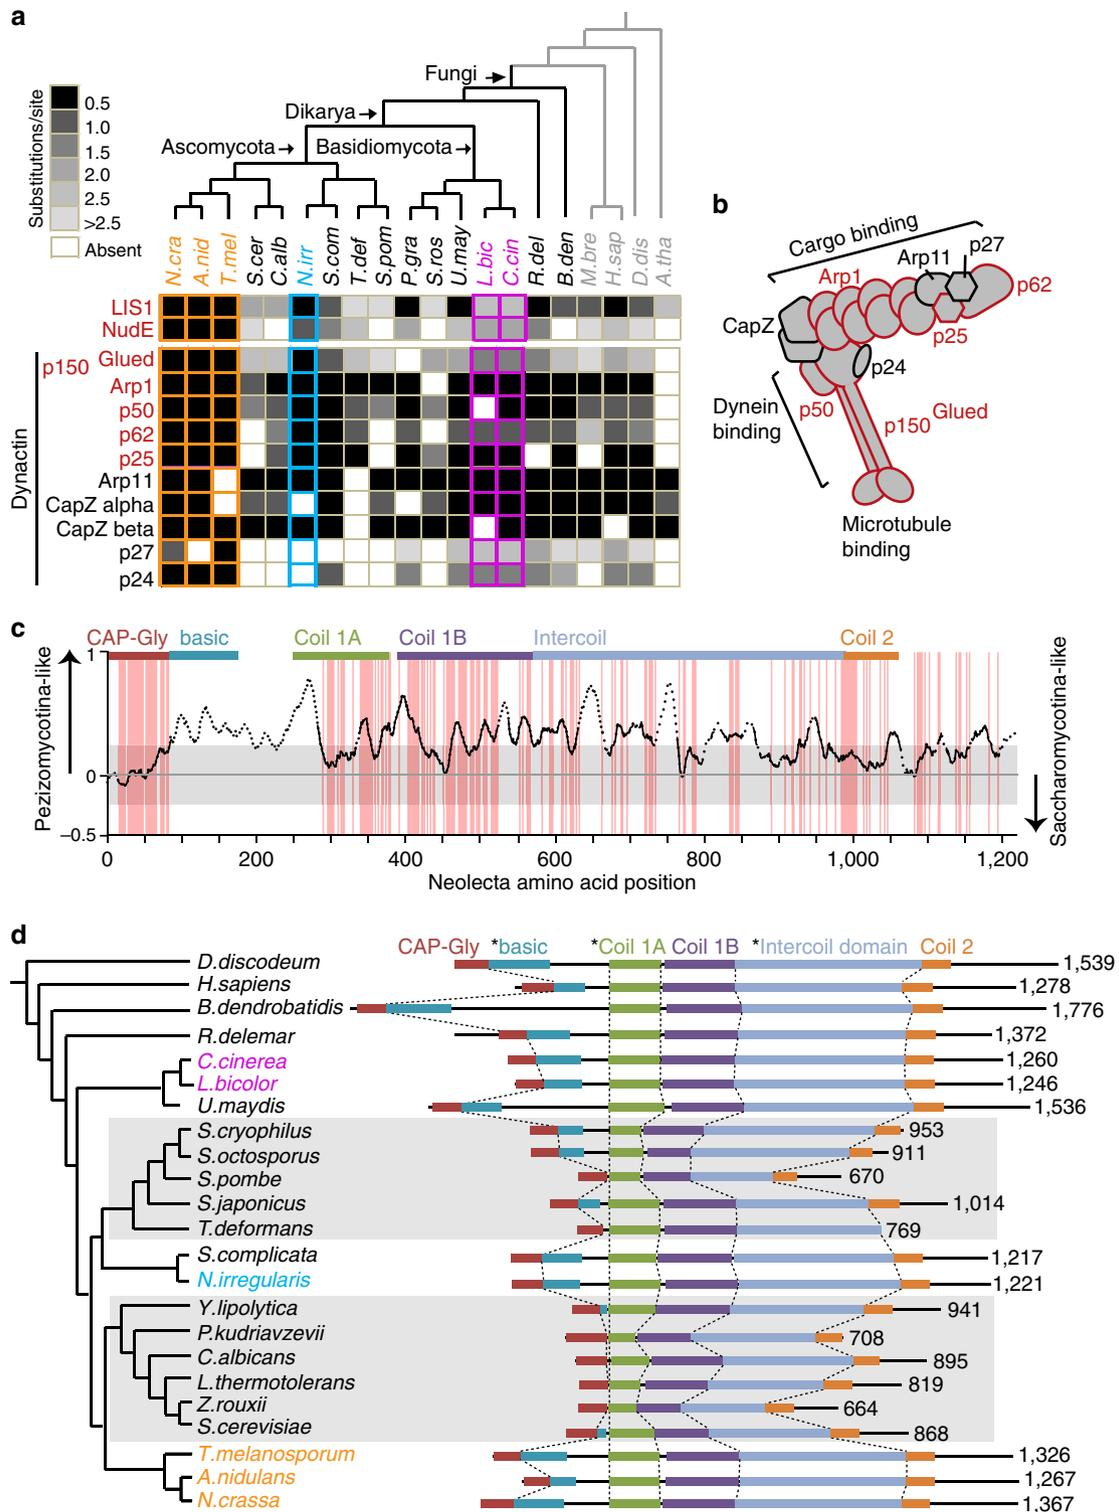 a
Substitutions/site
0.5
1.0
1.5
2.0
2.5
>2.5
Absent
Fungi
Dikarya
Ascomycota
Basidiomycota
N.cra
A.nid
T.mel
S.cer
C.alb
N.irr
S.com
T.def
S.pom
P.gra
S.ros
U.may
L.bic
C.cin
R.del
B.den
M.bre
H.sap
D.dis
A.tha
LIS1
NudE
Dynactin
p150 Glued
Arp1
p50
p62
p25
Arp11
CapZ alpha
CapZ beta
p27
p24
b
Cargo binding
Arp1
Arp11
p27
p62
CapZ
p25
p24
p50
Dynein
binding
p150 Glued
Microtubule
binding
c
CAP-Gly basic Coil 1A Coil 1B Intercoil Coil 2
Pezizomycotina-like
1
0
–0.5
Saccharomycotina-like
0 200 400 600 800 1,000 1,200
Neolecta amino acid position
d
CAP-Gly *basic *Coil 1A Coil 1B *Intercoil domain Coil 2
D.discodeum 1,539
H.sapiens 1,278
B.dendrobatidis 1,776
R.delemar 1,372
C.cinerea 1,260
L.bicolor 1,246
U.maydis 1,536
S.cryophilus 953
S.octosporus 911
S.pombe 670
S.japonicus 1,014
T.deformans 769
S.complicata 1,217
N.irregularis 1,221
Y.lipolytica 941
P.kudriavzevii 708
C.albicans 895
L.thermotolerans 819
Z.rouxii 664
S.cerevisiae 868
T.melanosporum 1,326
A.nidulans 1,267
N.crassa 1,367